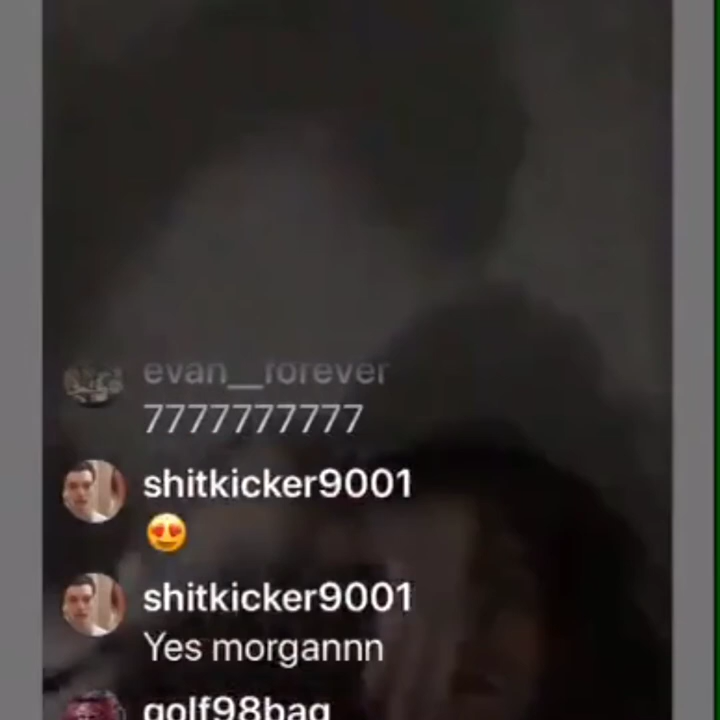 evan__forever
7777777777
shitkicker9001
😍
shitkicker9001
Yes morgannn
golf98bag